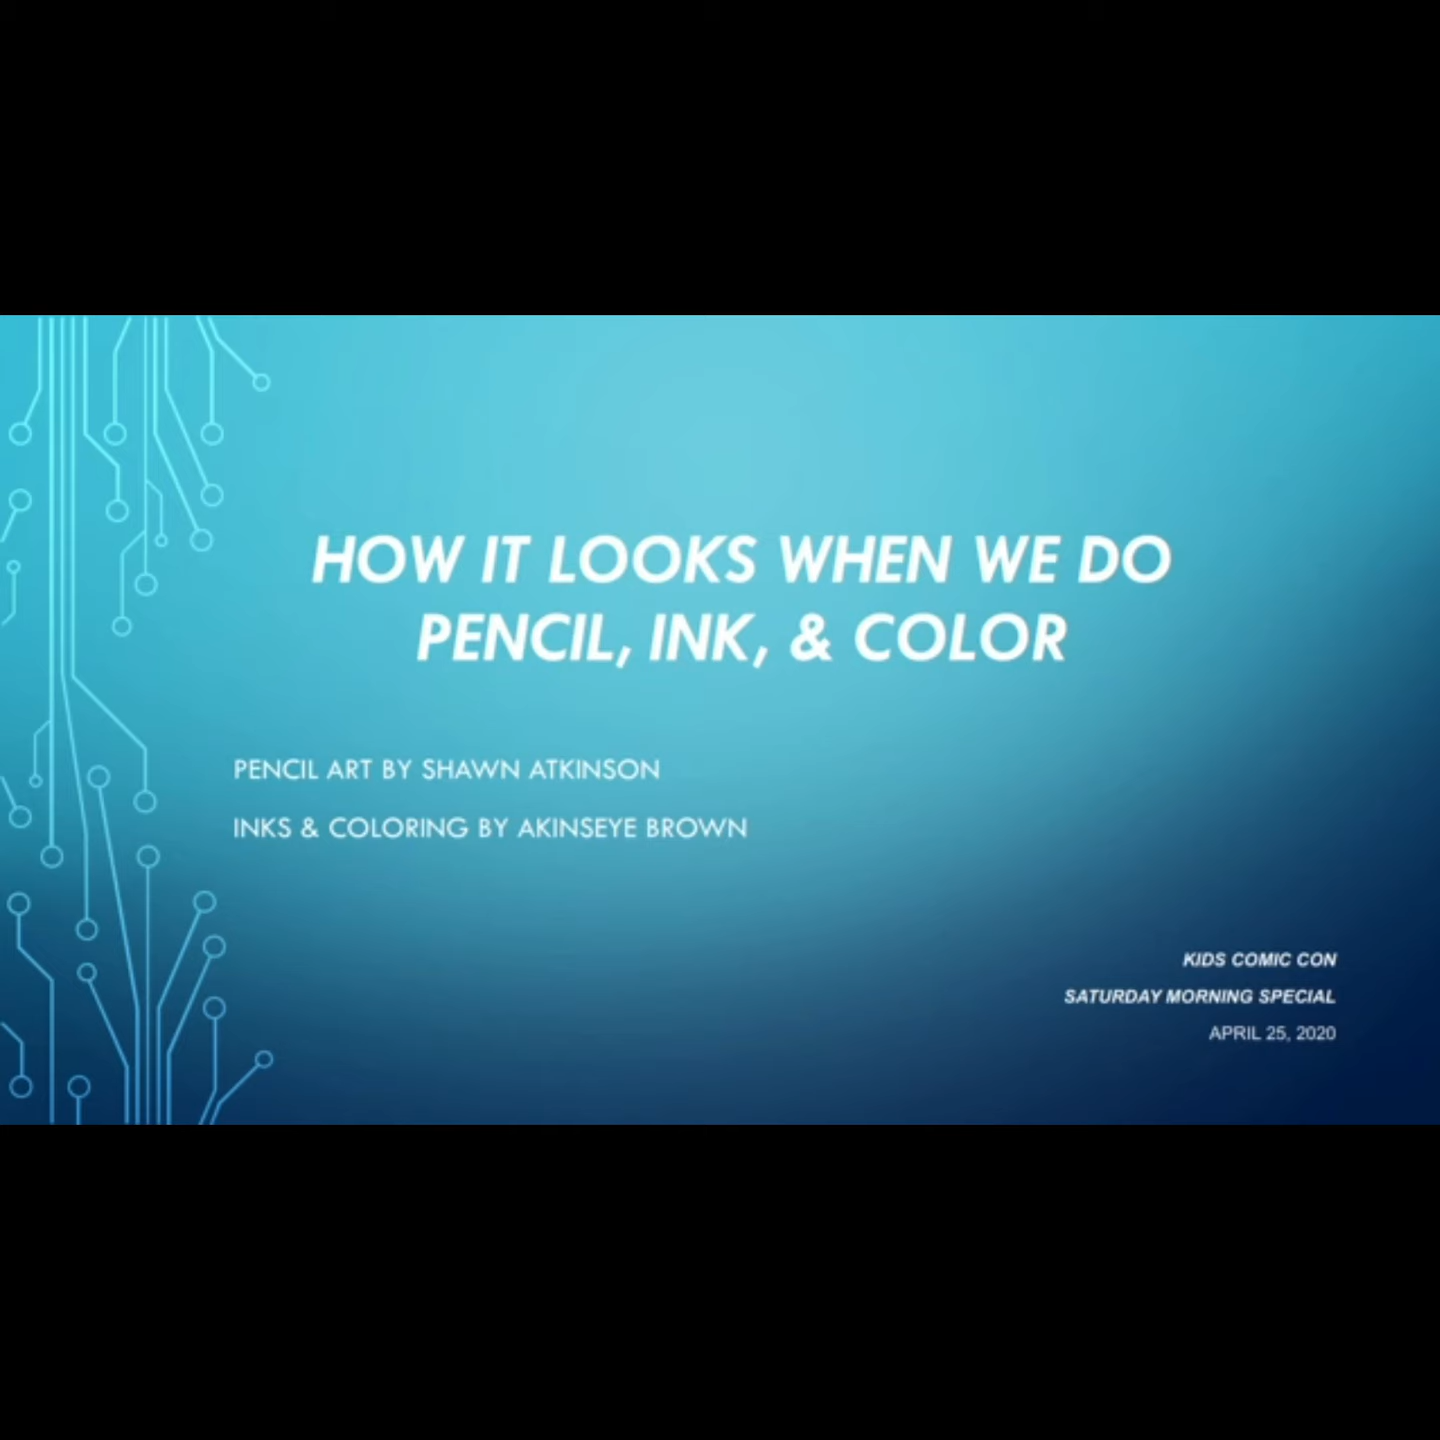 HOW IT LOOKS WHEN WE DO
PENCIL, INK, & COLOR
PENCIL ART BY SHAWN ATKINSON
INKS & COLORING BY AKINSEYE BROWN
KIDS COMIC CON
SATURDAY MORNING SPECIAL
APRIL 25, 2020